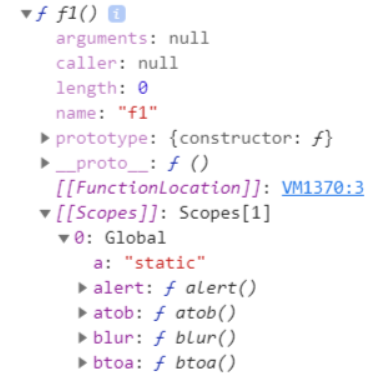 ▼ƒ f1() i
arguments: null
caller: null
length: 0
name: "f1"
▶prototype: {constructor: ƒ}
▶__proto__: ƒ ()
[[FunctionLocation]]: VM1370:3
▼[[Scopes]]: Scopes[1]
▼0: Global
a: "static"
▶alert: ƒ alert()
▶atob: ƒ atob()
▶blur: ƒ blur()
▶btoa: ƒ btoa()